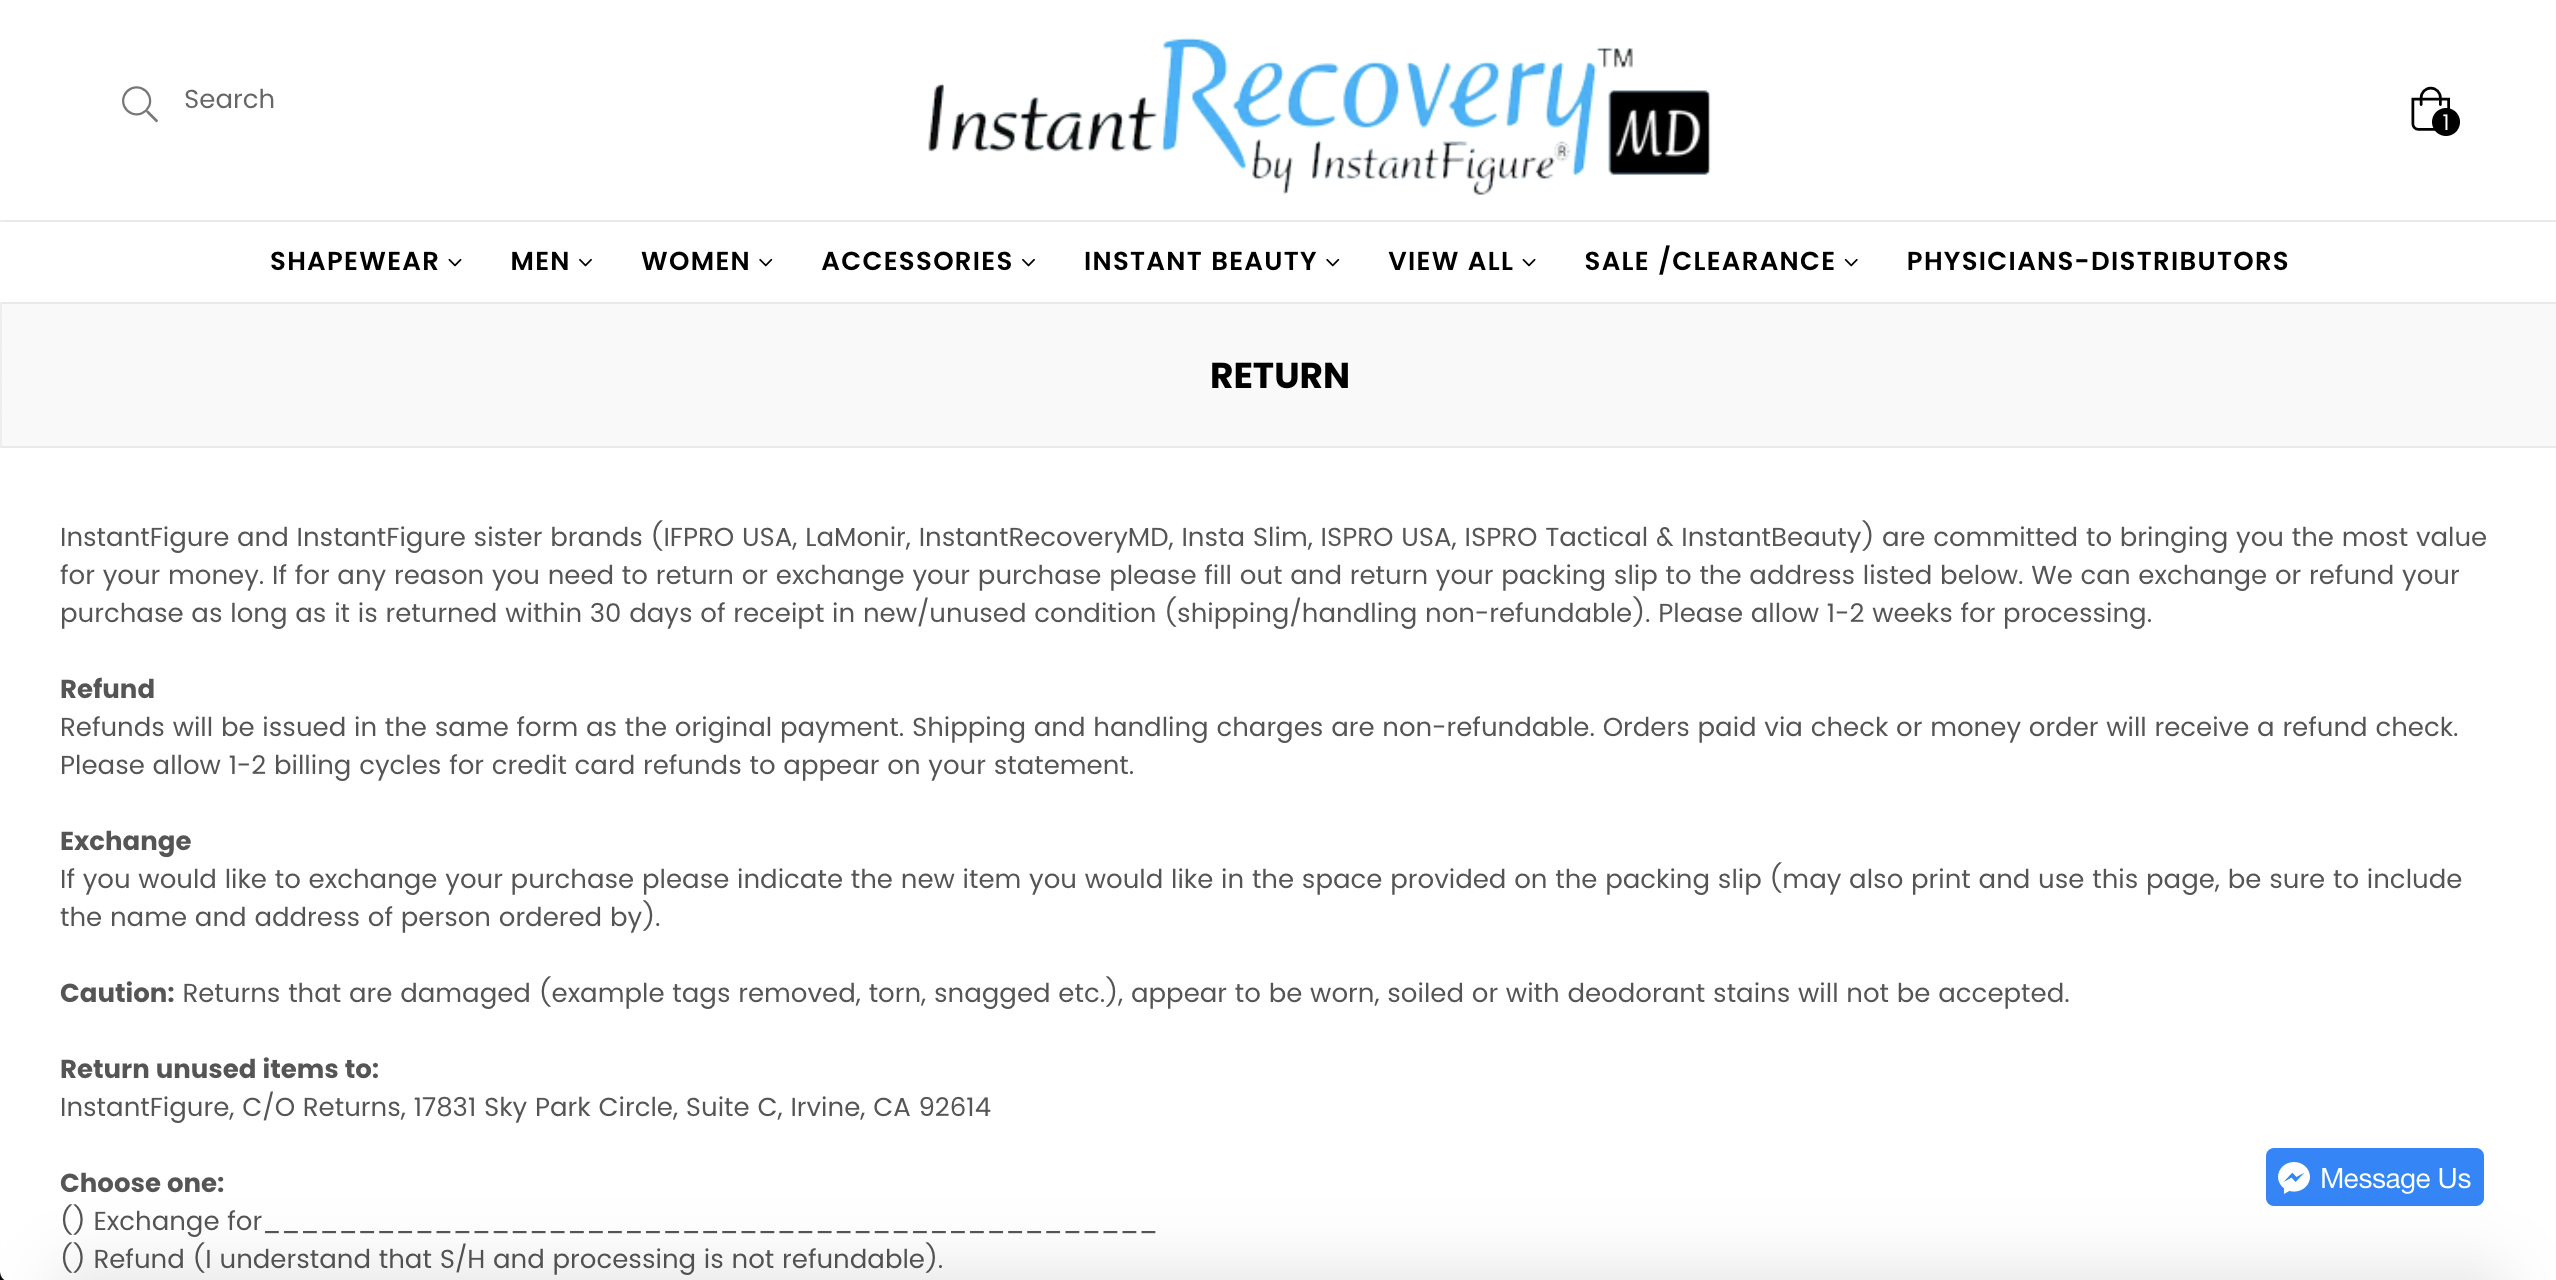 Search
InstantRecovery™ MD
by InstantFigure®
1
SHAPEWEAR MEN WOMEN ACCESSORIES INSTANT BEAUTY VIEW ALL SALE /CLEARANCE PHYSICIANS-DISTRIBUTORS
RETURN
InstantFigure and InstantFigure sister brands (IFPRO USA, LaMonir, InstantRecoveryMD, Insta Slim, ISPRO USA, ISPRO Tactical & InstantBeauty) are committed to bringing you the most value
for your money. If for any reason you need to return or exchange your purchase please fill out and return your packing slip to the address listed below. We can exchange or refund your
purchase as long as it is returned within 30 days of receipt in new/unused condition (shipping/handling non-refundable). Please allow 1-2 weeks for processing.
Refund
Refunds will be issued in the same form as the original payment. Shipping and handling charges are non-refundable. Orders paid via check or money order will receive a refund check.
Please allow 1-2 billing cycles for credit card refunds to appear on your statement.
Exchange
If you would like to exchange your purchase please indicate the new item you would like in the space provided on the packing slip (may also print and use this page, be sure to include
the name and address of person ordered by).
Caution: Returns that are damaged (example tags removed, torn, snagged etc.), appear to be worn, soiled or with deodorant stains will not be accepted.
Return unused items to:
InstantFigure, C/O Returns, 17831 Sky Park Circle, Suite C, Irvine, CA 92614
Choose one:
() Exchange for_______________________________________________
() Refund (I understand that S/H and processing is not refundable).
Message Us